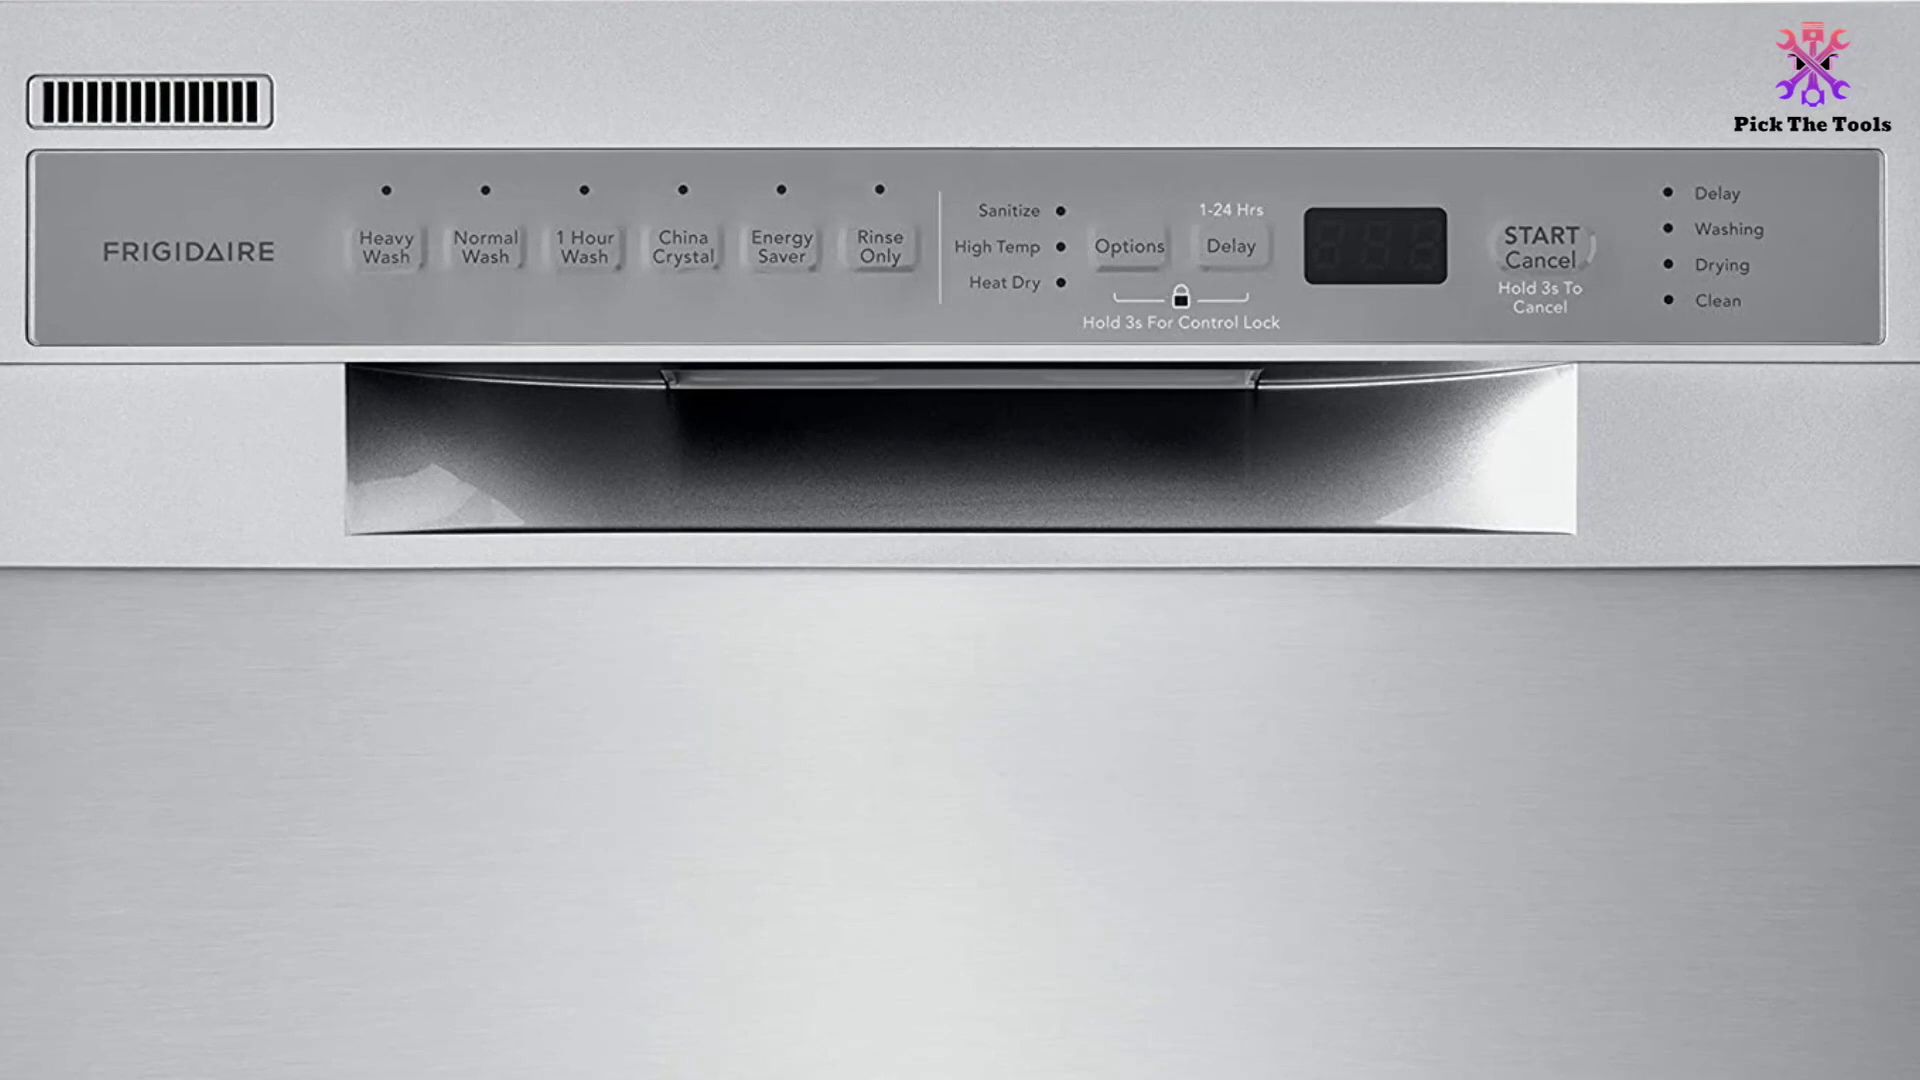 Pick The Tools
FRIGIDAIRE
Heavy
Wash
Normal
Wash
1 Hour
Wash
China
Crystal
Energy
Saver
Rinse
Only
Sanitize
High Temp
Heat Dry
Options
1-24 Hrs
Delay
Hold 3s For Control Lock
START
Cancel
Hold 3s To
Cancel
Delay
Washing
Drying
Clean